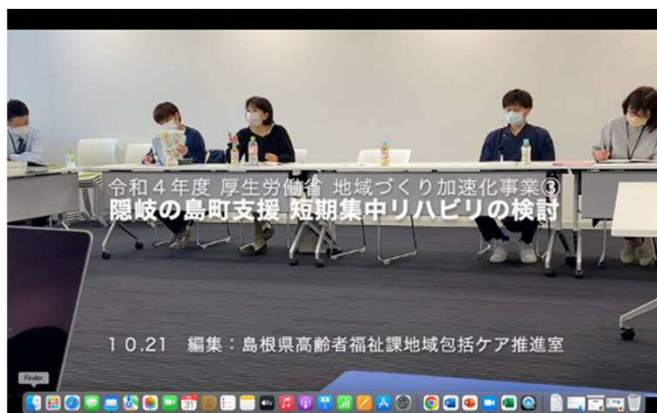 令和4年度 厚生労働省 地域づくり加速化事業③
隠岐の島町支援 短期集中リハビリの検討
10.21 編集：島根県高齢者福祉課地域包括ケア推進室
Finder